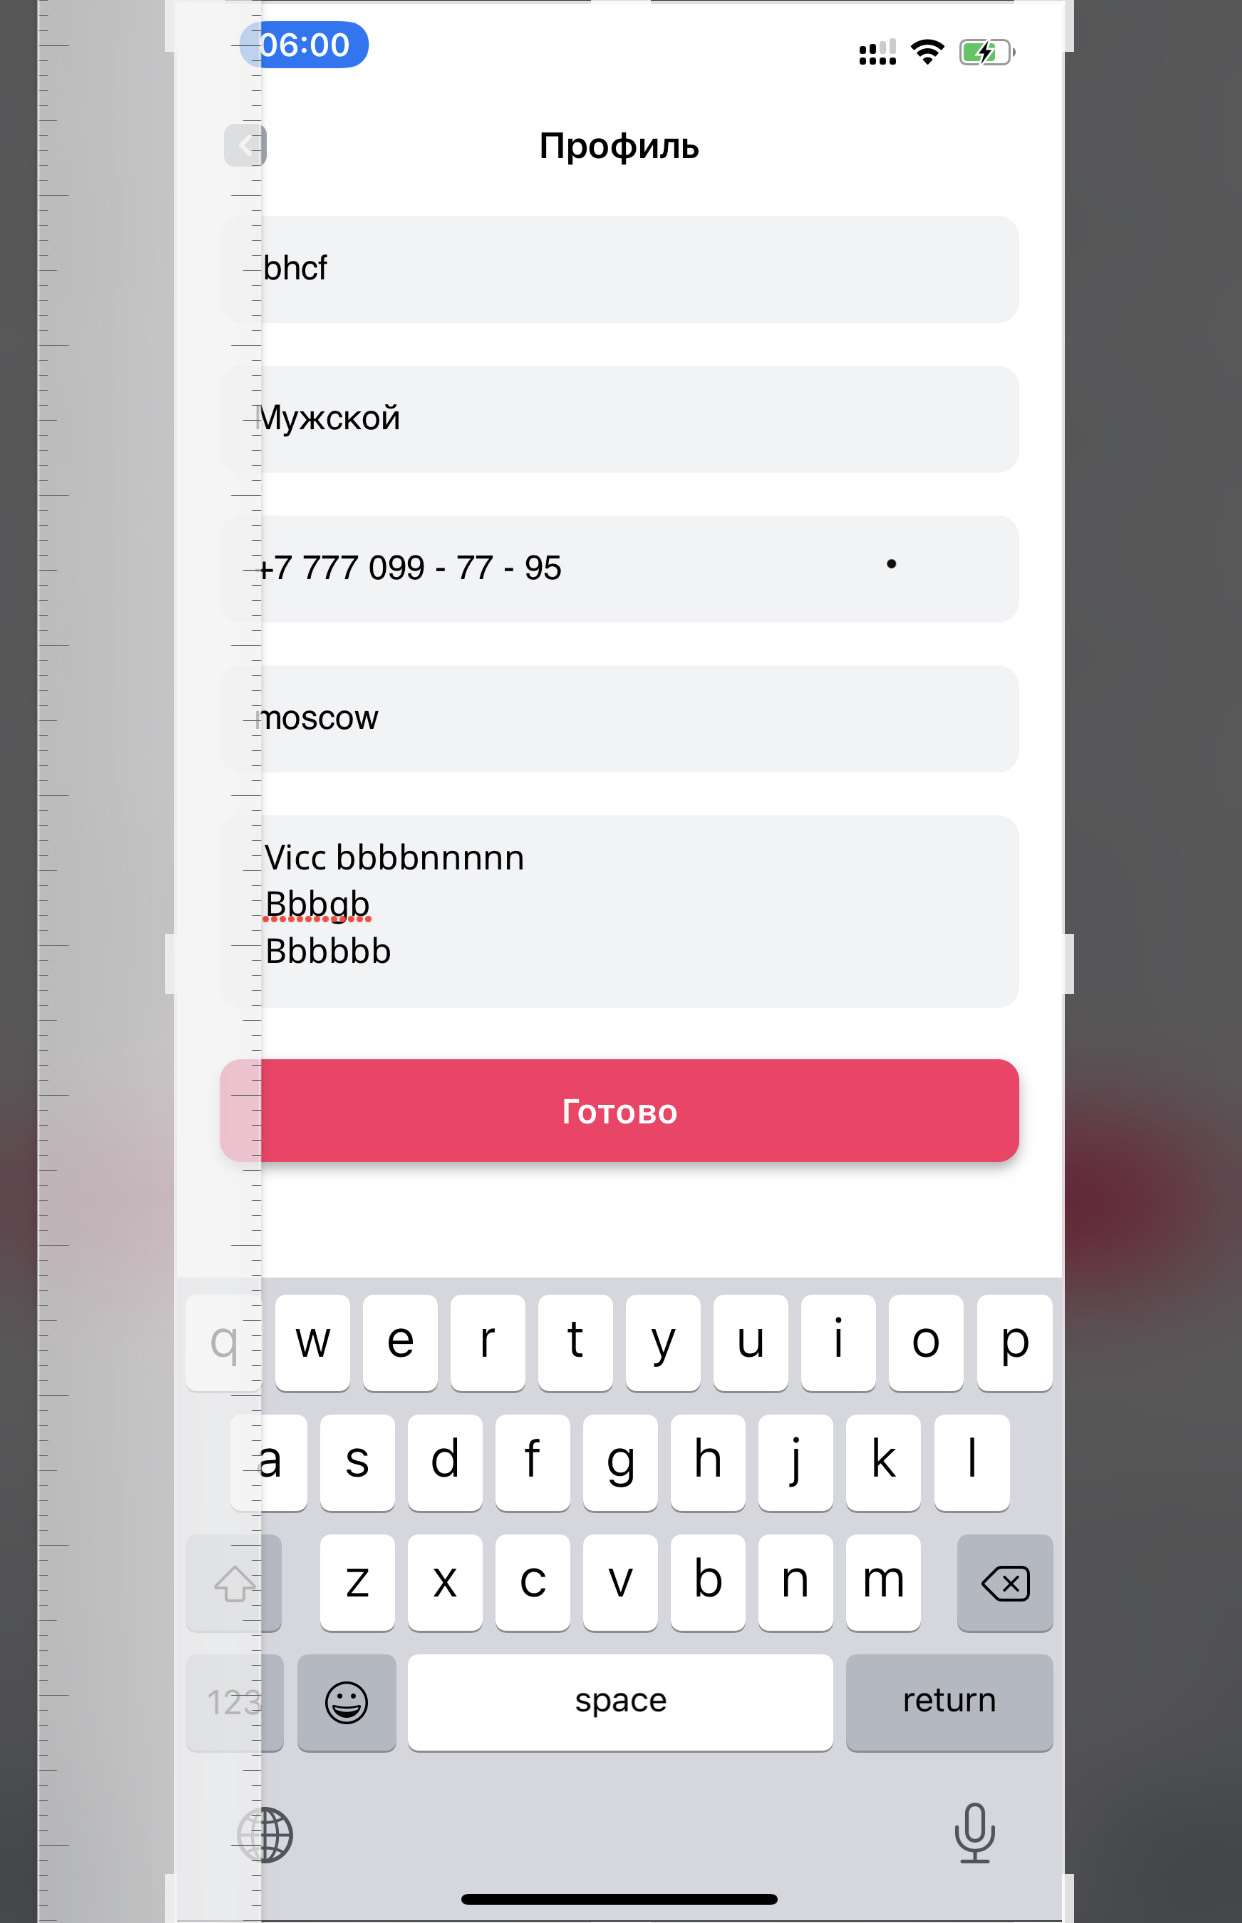 06:00
Профиль
bhcf
Мужской
+7 777 099 - 77 - 95
moscow
Vicc bbbbnnnnn
Bbbgb
Bbbbbb
Готово
q w e r t y u i o p
a s d f g h j k l
z x c v b n m
123 space return